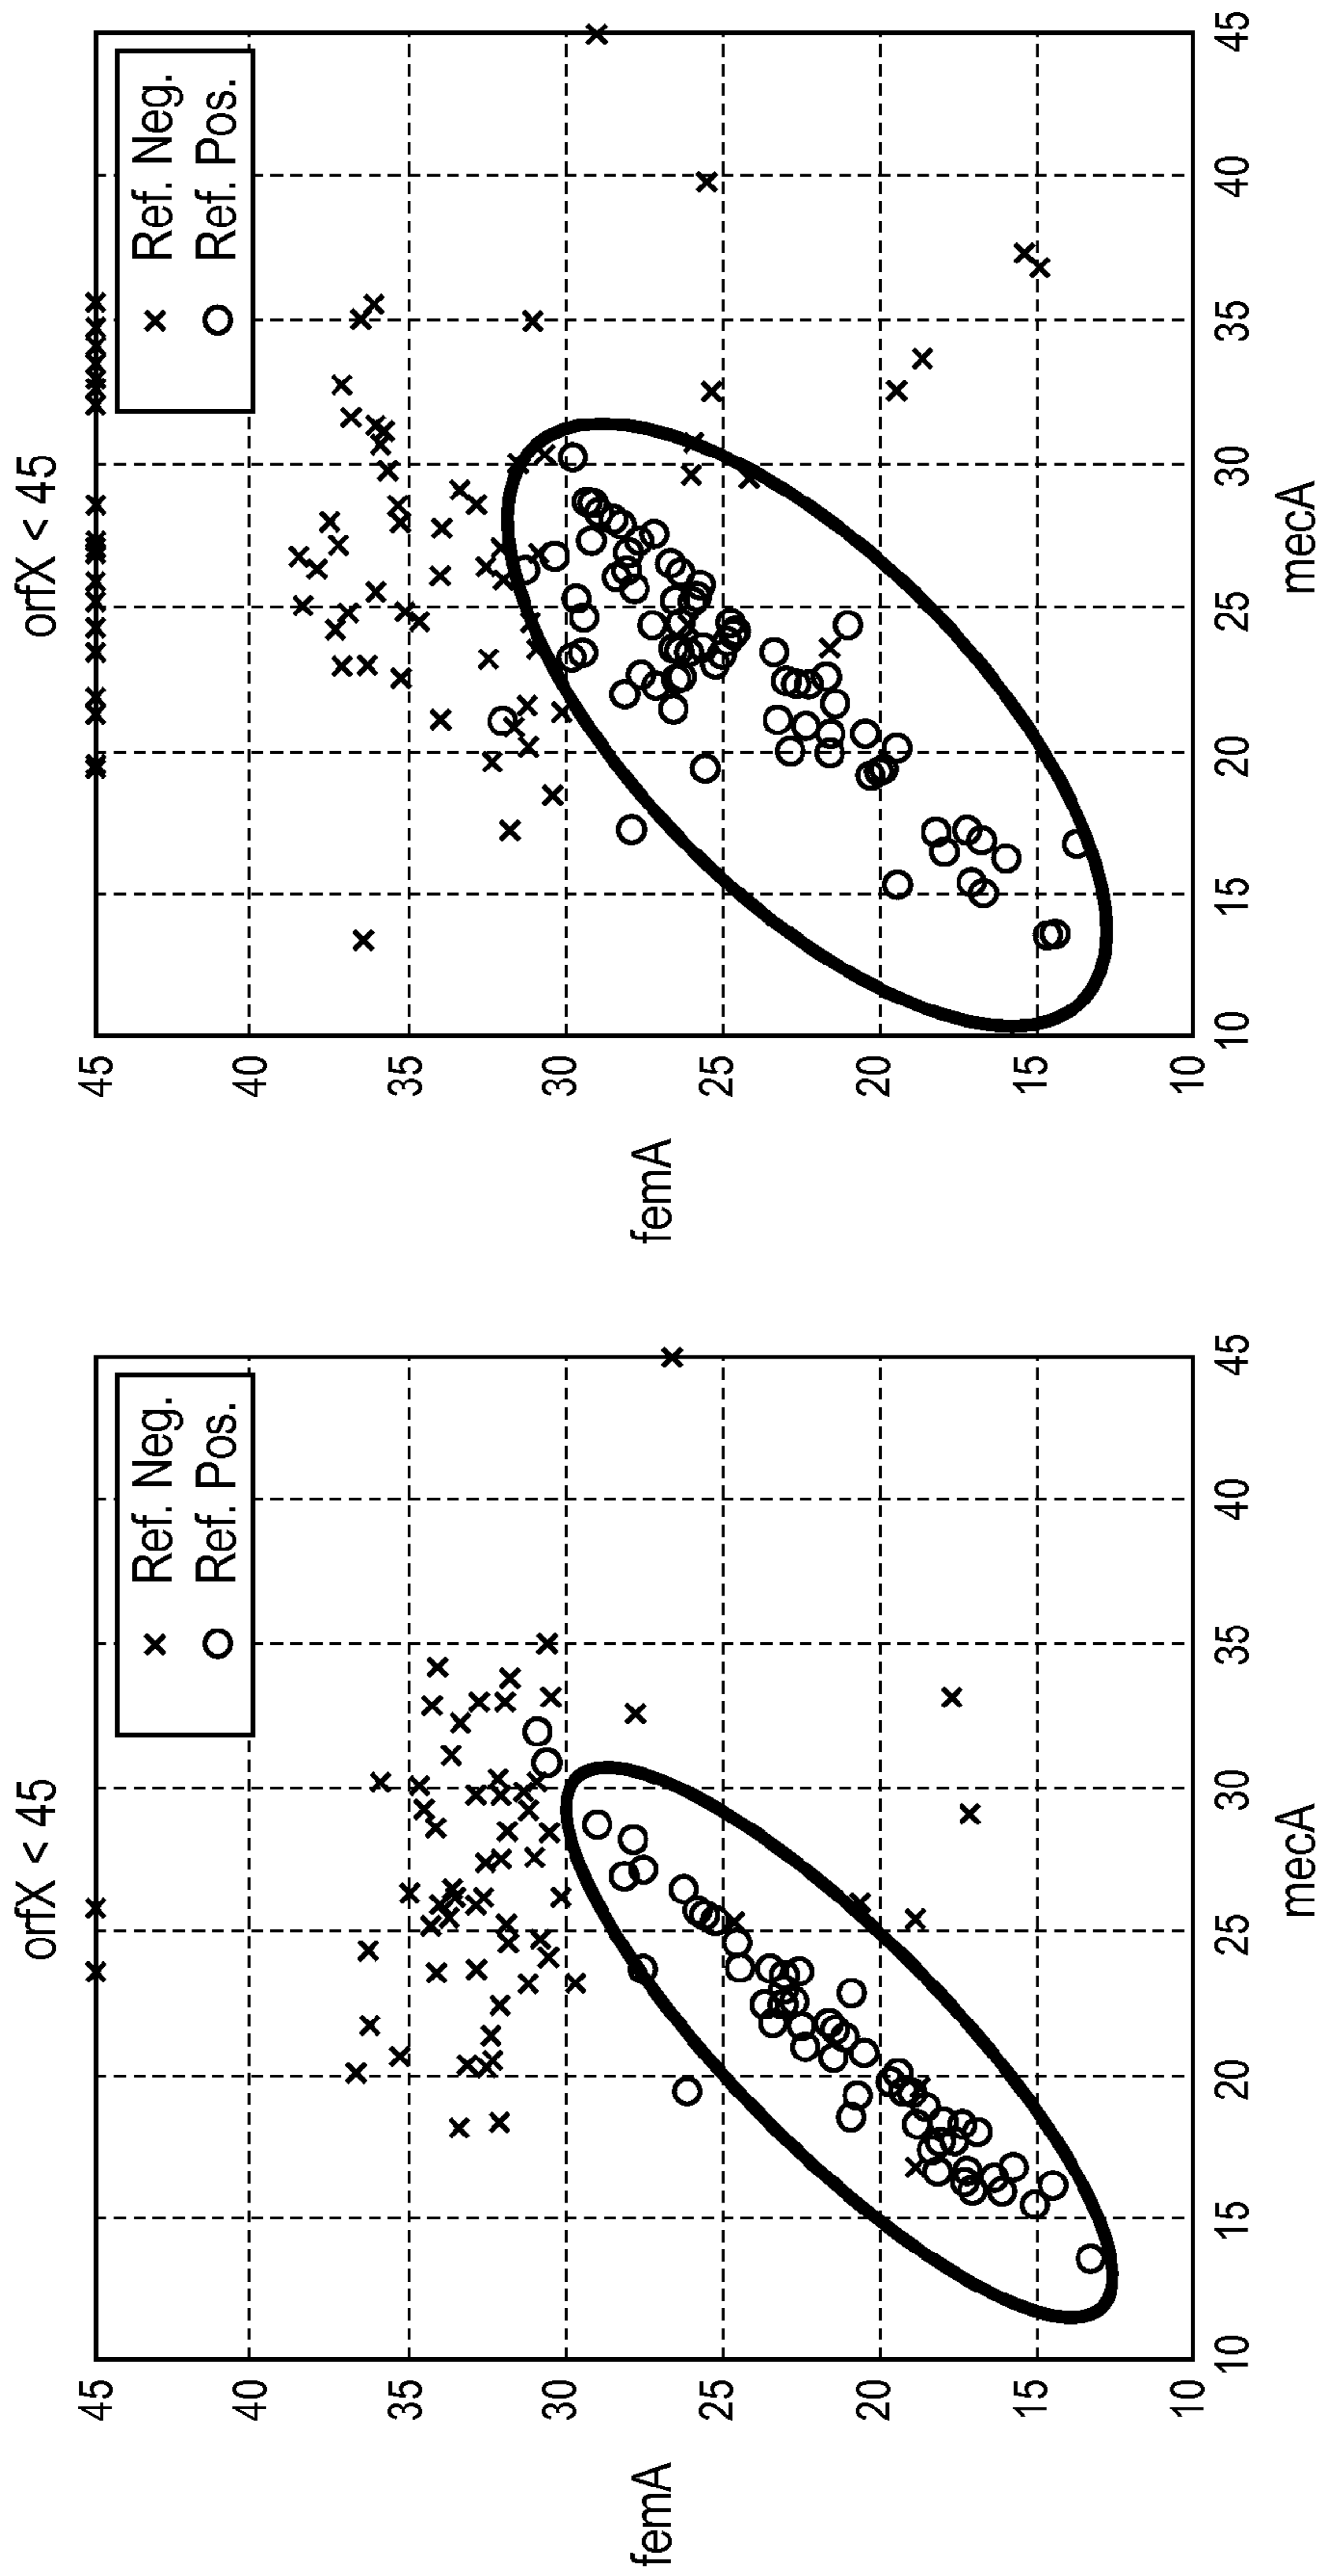 orfX < 45
× Ref. Neg.
○ Ref. Pos.
femA
45
40
35
30
25
20
15
10
10 15 20 25 30 35 40 45
mecA
orfX < 45
× Ref. Neg.
○ Ref. Pos.
femA
45
40
35
30
25
20
15
10
10 15 20 25 30 35 40 45
mecA